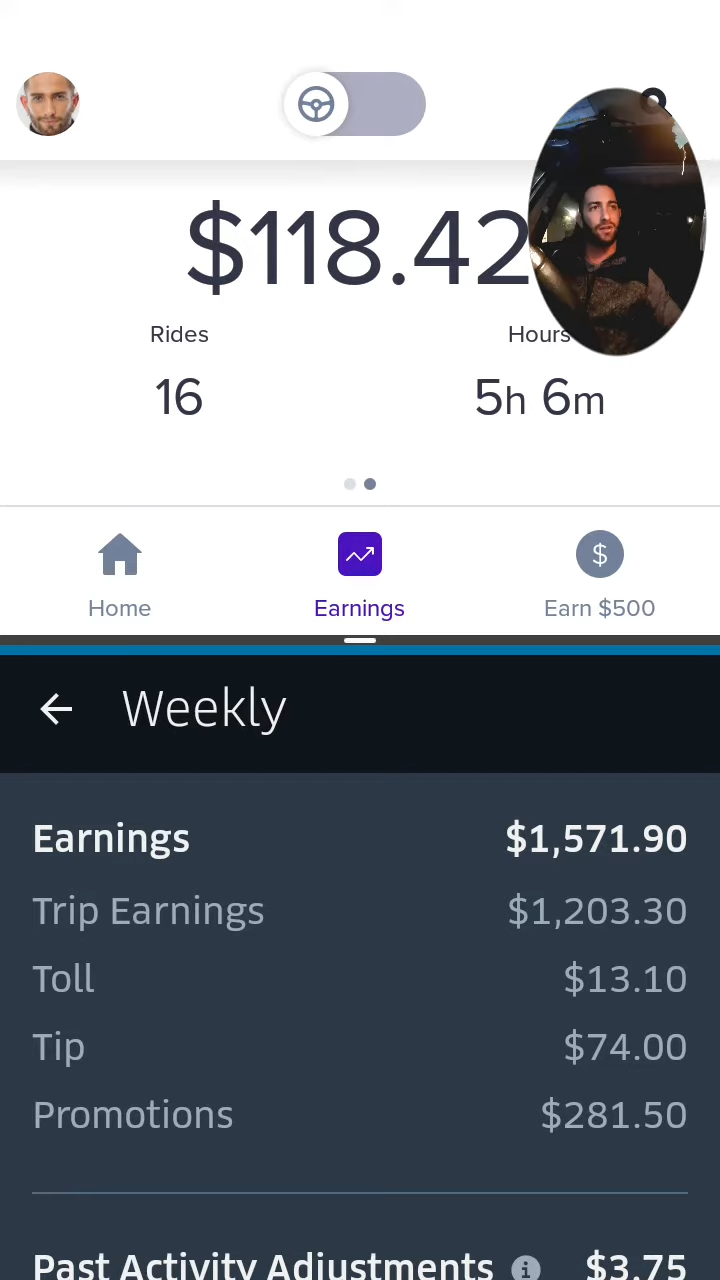 $118.42
Rides Hours
16 5h 6m
Home Earnings Earn $500
Weekly
Earnings $1,571.90
Trip Earnings $1,203.30
Toll $13.10
Tip $74.00
Promotions $281.50
Past Activity Adjustments $3.75